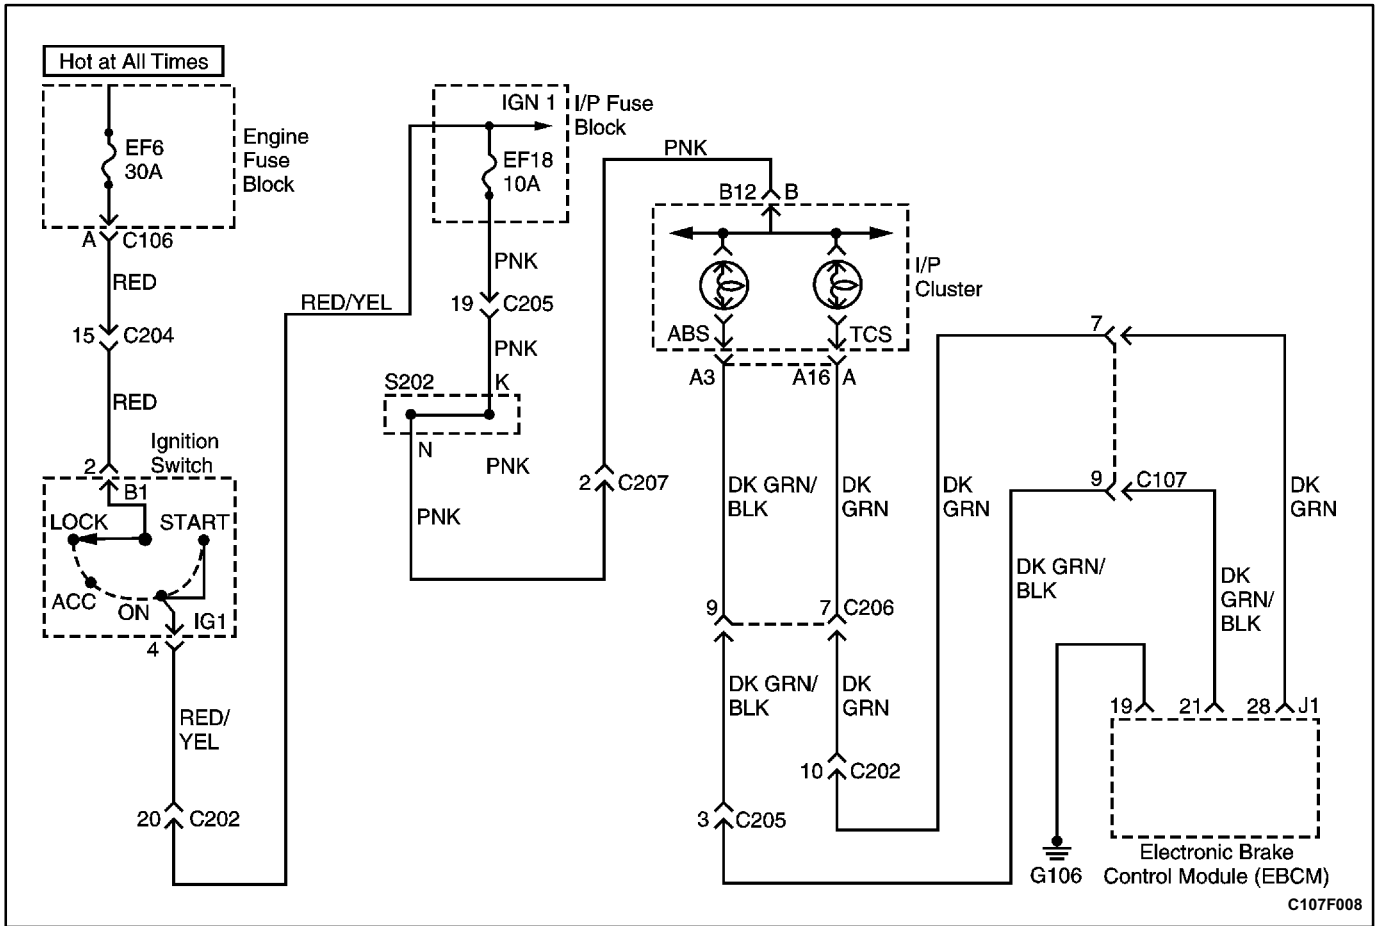 Hot at All Times
EF6
30A
Engine
Fuse
Block
A C106
RED
15 C204
RED
Ignition
Switch
2
B1
LOCK START
ACC
ON
IG1
4
RED/
YEL
20 C202
RED/YEL
IGN 1
I/P Fuse
Block
EF18
10A
PNK
19 C205
PNK
S202 K
N
PNK
PNK
2 C207
PNK
B12 B
I/P
Cluster
ABS TCS
A3 A16 A
DK GRN/
BLK
DK
GRN
9 7 C206
DK GRN/
BLK
DK
GRN
10 C202
3 C205
DK
GRN
7
9 C107
DK GRN/
BLK
DK
GRN/
BLK
DK
GRN
19 21 28 J1
G106
Electronic Brake
Control Module (EBCM)
C107F008